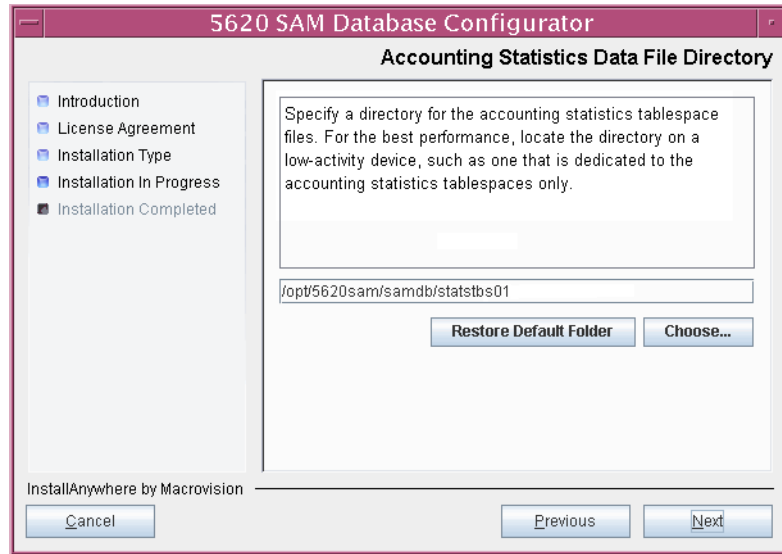 5620 SAM Database Configurator
Accounting Statistics Data File Directory
Introduction
License Agreement
Installation Type
Installation In Progress
Installation Completed
Specify a directory for the accounting statistics tablespace
files. For the best performance, locate the directory on a
low-activity device, such as one that is dedicated to the
accounting statistics tablespaces only.
/opt/5620sam/samdb/statstbs01
Restore Default Folder
Choose...
InstallAnywhere by Macrovision
Cancel
Previous
Next